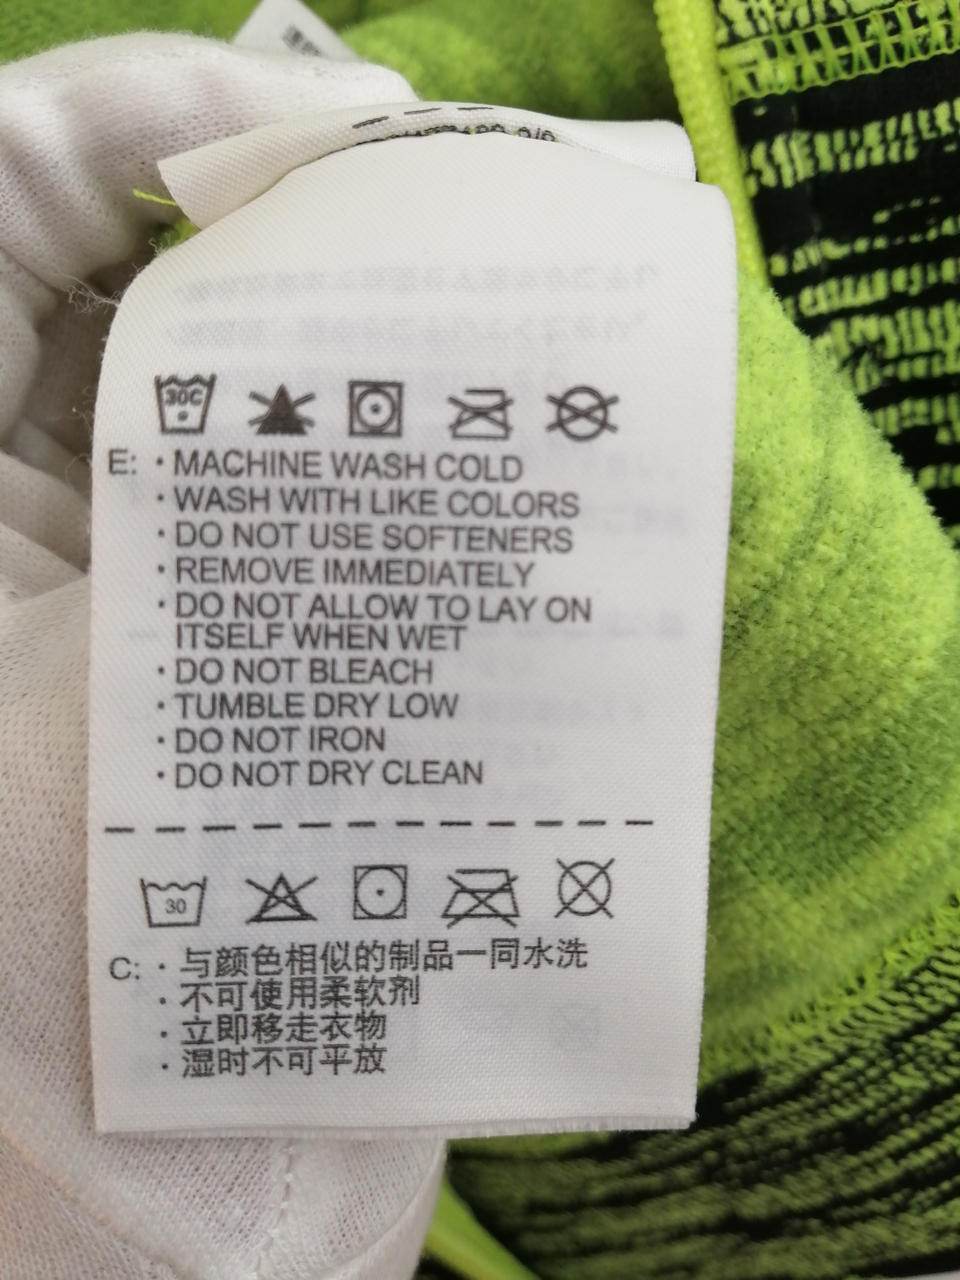 30C
E: · MACHINE WASH COLD
· WASH WITH LIKE COLORS
· DO NOT USE SOFTENERS
· REMOVE IMMEDIATELY
· DO NOT ALLOW TO LAY ON
ITSELF WHEN WET
· DO NOT BLEACH
· TUMBLE DRY LOW
· DO NOT IRON
· DO NOT DRY CLEAN
30
C: · 与颜色相似的制品一同水洗
· 不可使用柔软剂
· 立即移走衣物
· 湿时不可平放